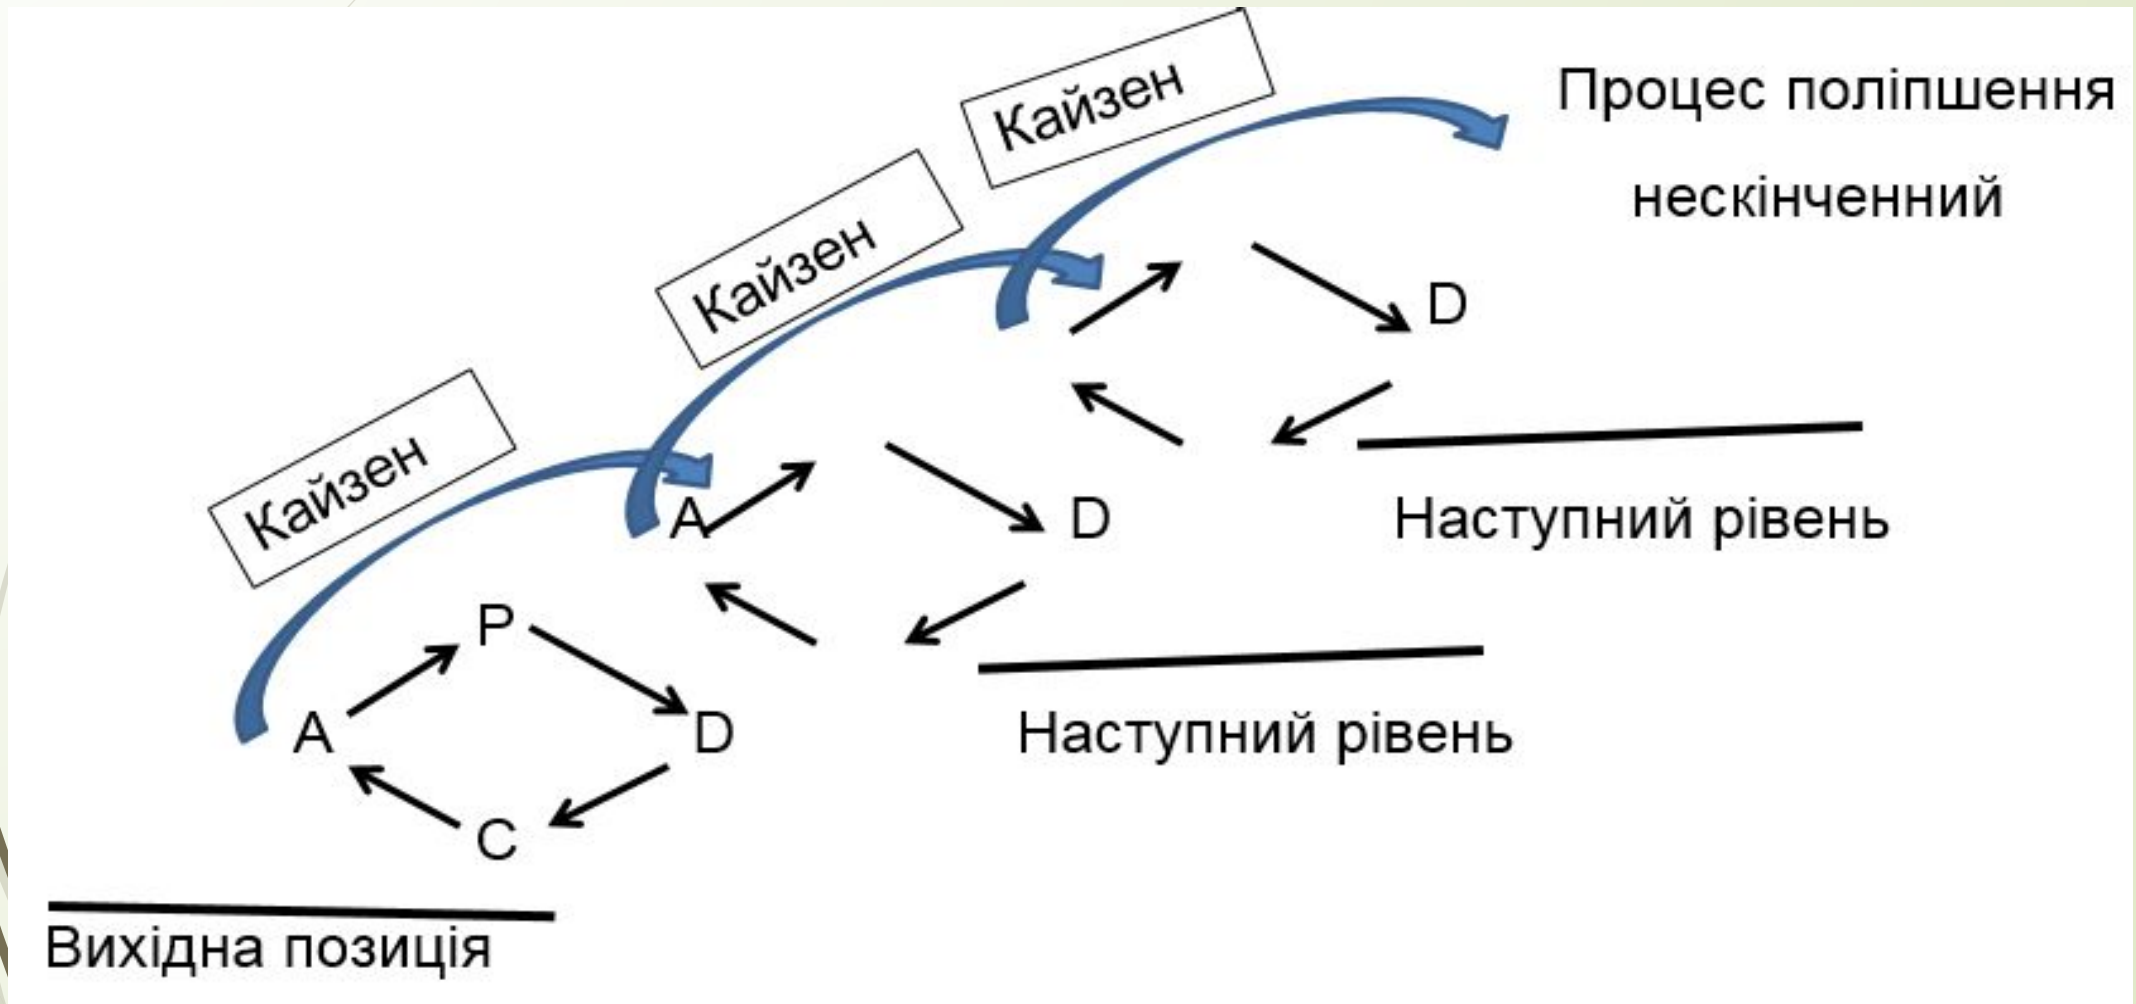 Кайзен
Процес поліпшення
нескінченний
Кайзен
D
Кайзен
A
D
Наступний рівень
P
A
D
Наступний рівень
C
Вихідна позиція